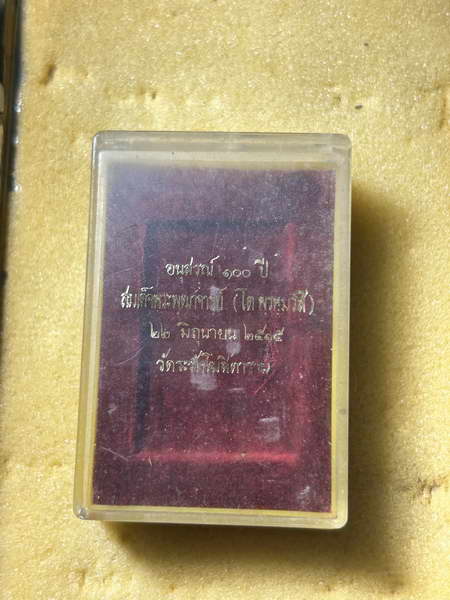 อนุสรณ์ ๑๐๐ ปี
สมเด็จพระพุฒาจารย์ (โต พรหมรังสี)
๒๒ มิถุนายน ๒๕๑๕
วัดระฆังโฆสิตาราม